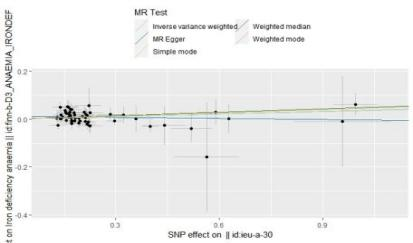 MR Test
Inverse variance weighted
Weighted median
MR Egger
Weighted mode
Simple mode
nt on Iron deficiency anaemia || id:finn-b-D3_ANAEMIA_IRONDEF
0.2
0.0
-0.2
-0.4
0.3
0.6
0.9
SNP effect on || id:ieu-a-30